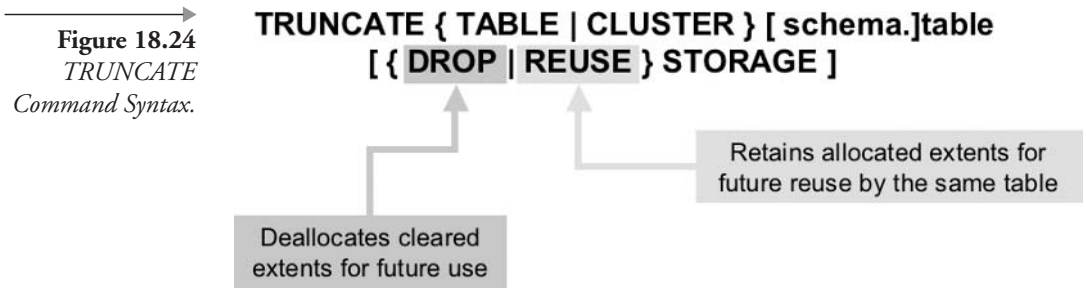 Figure 18.24
TRUNCATE
Command Syntax.
TRUNCATE { TABLE | CLUSTER } [ schema.]table
[ { DROP | REUSE } STORAGE ]
Retains allocated extents for
future reuse by the same table
Deallocates cleared
extents for future use